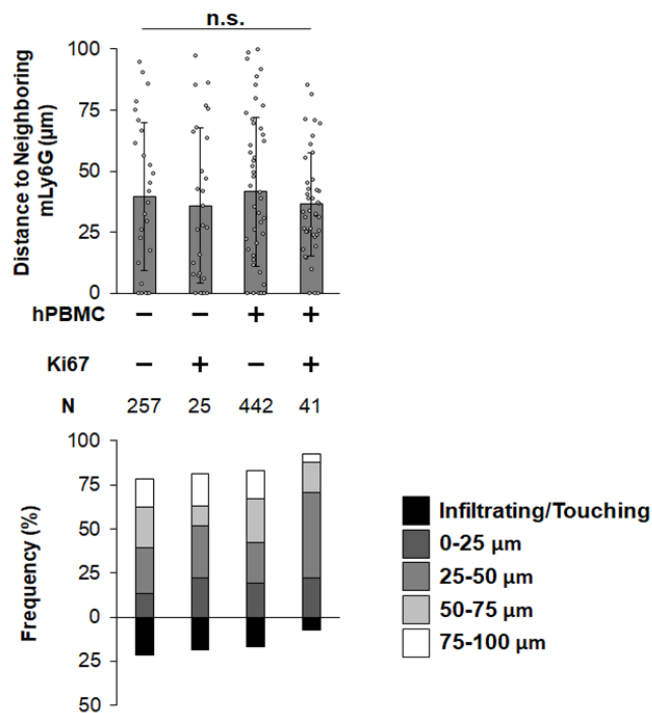 n.s.
Distance to Neighboring
mLy6G (µm)
100
75
50
25
0
hPBMC − − + +
Ki67 − + − +
N 257 25 442 41
Frequency (%)
100
75
50
25
0
25
50
Infiltrating/Touching
0-25 µm
25-50 µm
50-75 µm
75-100 µm